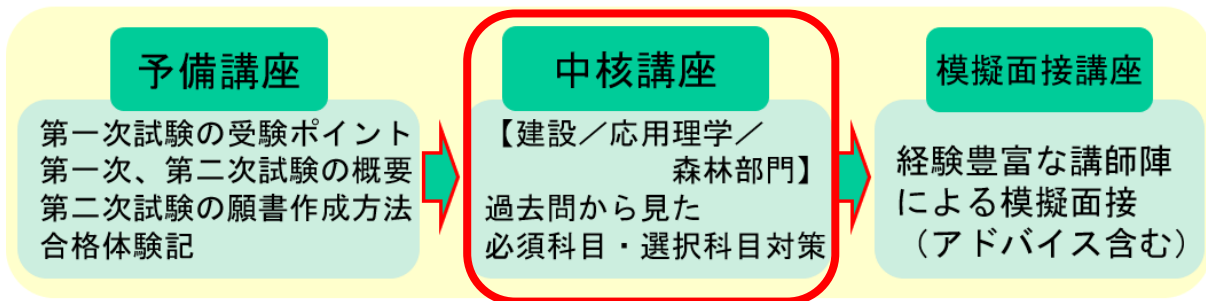 予備講座
第一次試験の受験ポイント
第一次、第二次試験の概要
第二次試験の願書作成方法
合格体験記
中核講座
【建設／応用理学／
森林部門】
過去問から見た
必須科目・選択科目対策
模擬面接講座
経験豊富な講師陣
による模擬面接
（アドバイス含む）